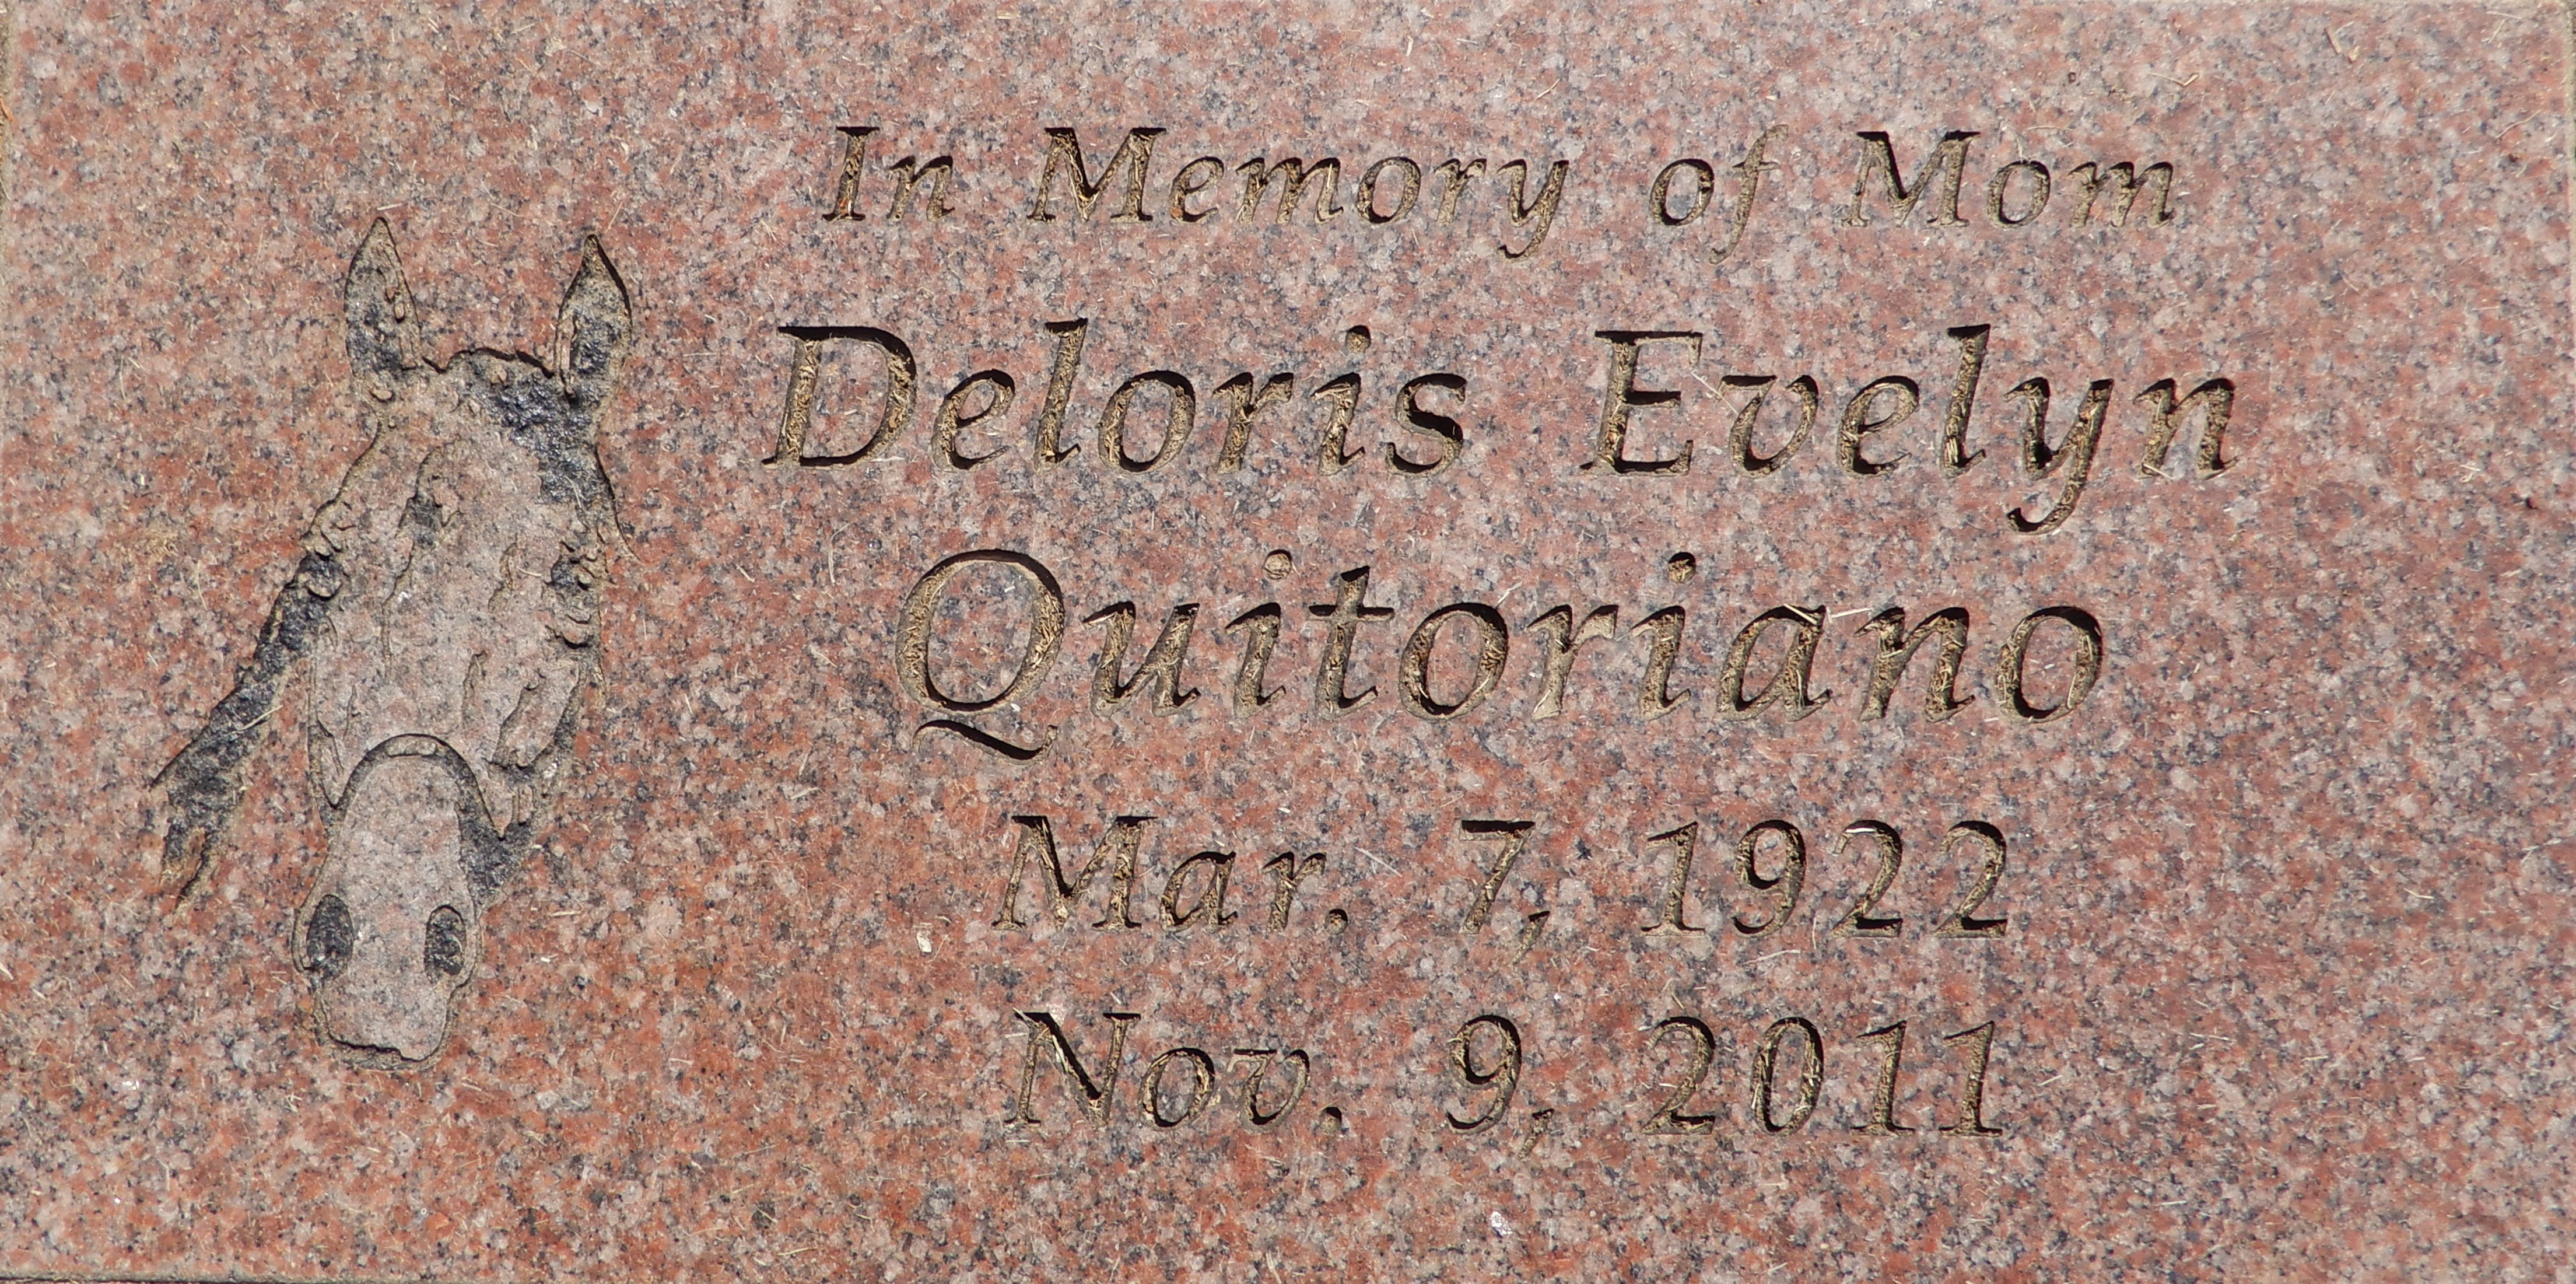 In Memory of Mom
Deloris Evelyn
Quitoriano
Mar. 7, 1922
Nov. 9, 2011